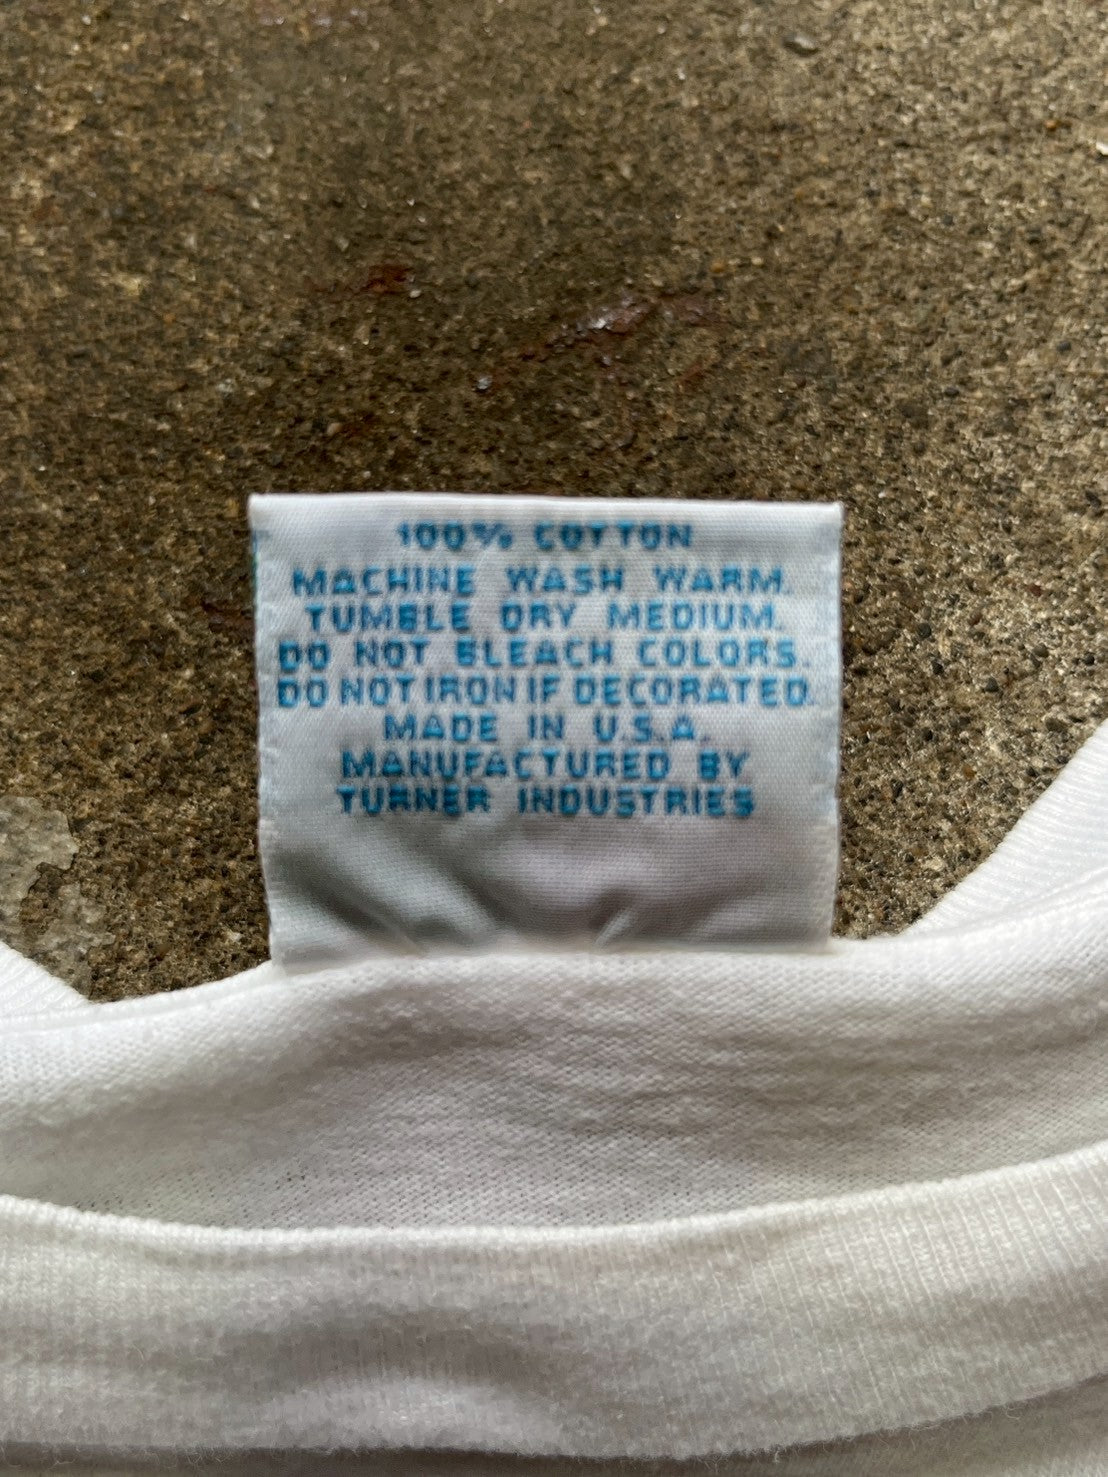 100% COTTON
MACHINE WASH WARM.
TUMBLE DRY MEDIUM.
DO NOT BLEACH COLORS.
DO NOT IRON IF DECORATED.
MADE IN U.S.A.
MANUFACTURED BY
TURNER INDUSTRIES